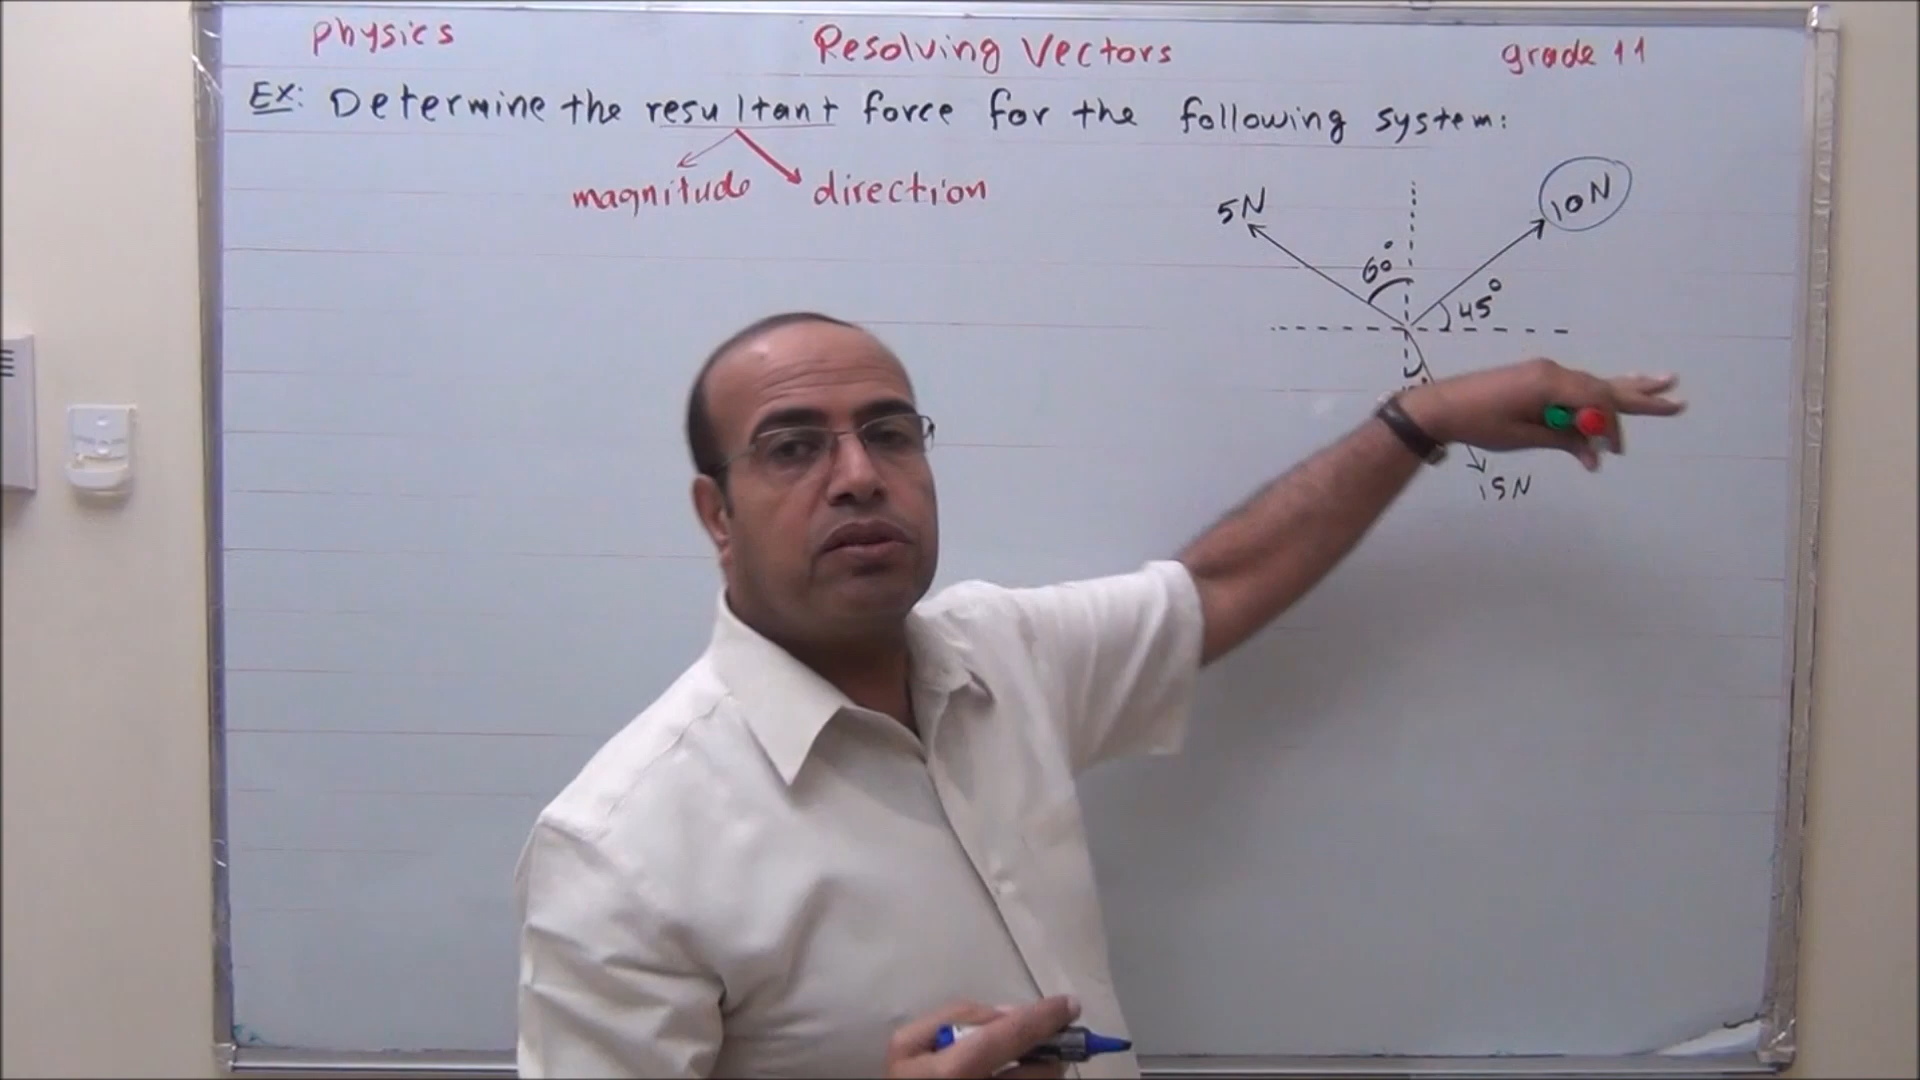 Physics
Resolving Vectors
grade 11
Ex: Determine the resultant force for the following system:
magnitude
direction
5N
10N
60°
45°
15N